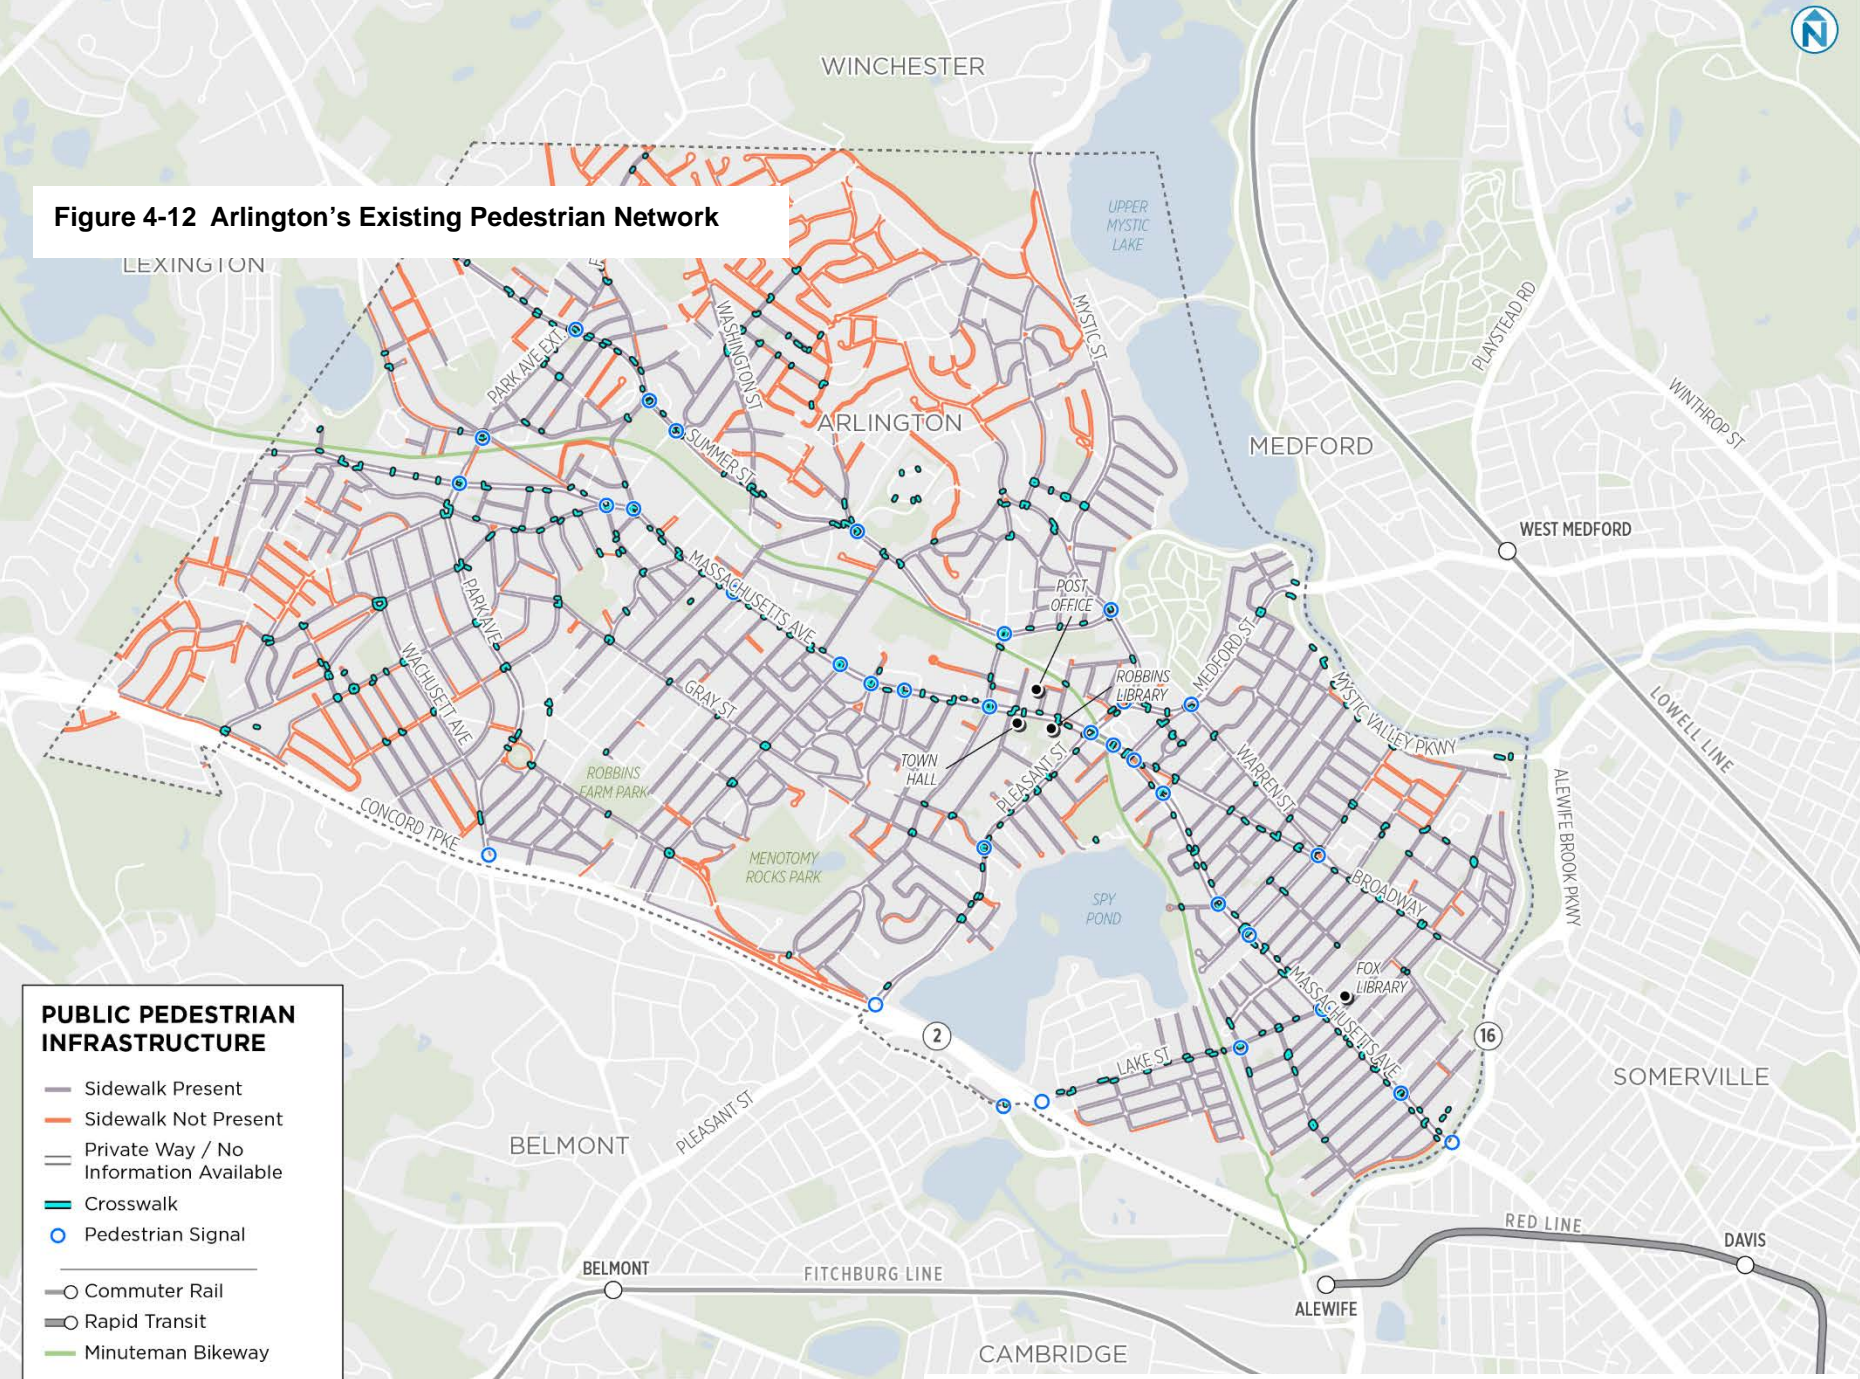 N
WINCHESTER
Figure 4-12 Arlington's Existing Pedestrian Network
LEXINGTON
UPPER
MYSTIC
LAKE
MYSTIC ST
PLAYSTEAD RD
WINTHROP ST
WASHINGTON ST
PARK AVE EXT.
SUMMER ST
ARLINGTON
MEDFORD
WEST MEDFORD
MASSACHUSETTS AVE
POST
OFFICE
PARK AVE
WACHUSETT AVE
GRAY ST
ROBBINS
LIBRARY
MEDFORD ST
MYSTIC VALLEY PKWY
LOWELL LINE
TOWN
HALL
PLEASANT ST
WARREN ST
ROBBINS
FARM PARK
CONCORD TPKE
MENOTOMY
ROCKS PARK
ALEWIFE BROOK PKWY
BROADWAY
SPY
POND
FOX
LIBRARY
MASSACHUSETTS AVE
2
16
LAKE ST
SOMERVILLE
BELMONT
PLEASANT ST
PUBLIC PEDESTRIAN
INFRASTRUCTURE
Sidewalk Present
Sidewalk Not Present
Private Way / No
Information Available
Crosswalk
Pedestrian Signal
Commuter Rail
Rapid Transit
Minuteman Bikeway
BELMONT
FITCHBURG LINE
RED LINE
DAVIS
ALEWIFE
CAMBRIDGE